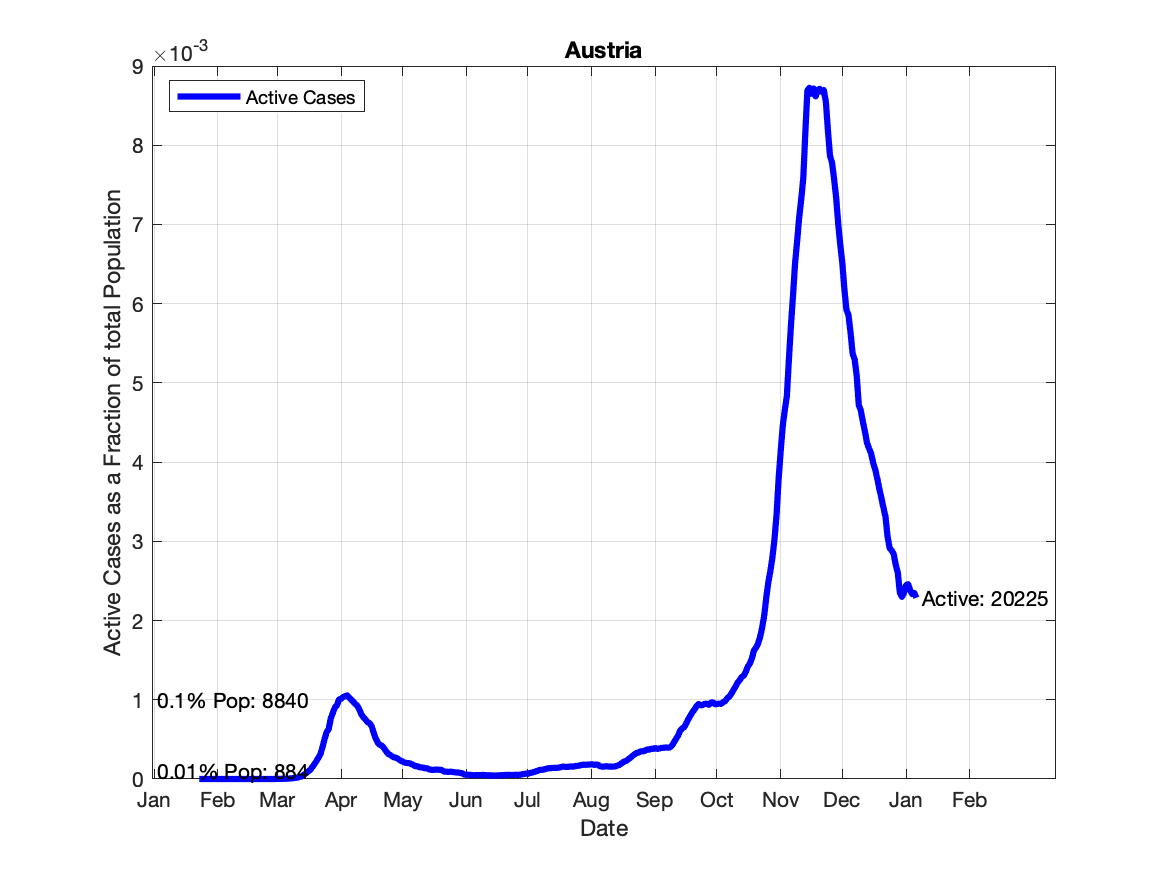 Austria
×10-3
Active Cases
9
8
7
6
5
4
3
2
1
0
Active Cases as a Fraction of total Population
0.1% Pop: 8840
0.01% Pop: 884
Active: 20225
Jan Feb Mar Apr May Jun Jul Aug Sep Oct Nov Dec Jan Feb
Date